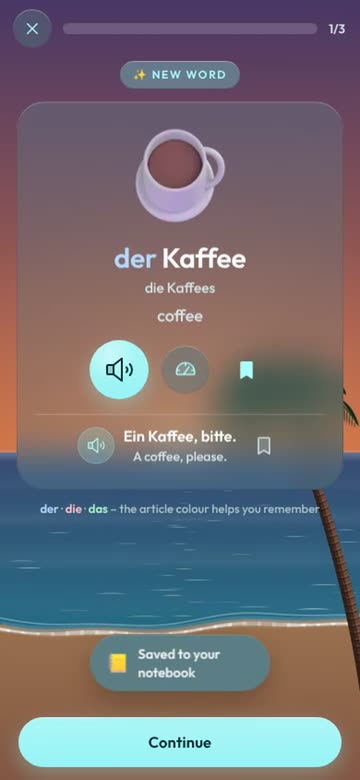 1/3
✨ NEW WORD
der Kaffee
die Kaffees
coffee
Ein Kaffee, bitte.
A coffee, please.
der · die · das – the article colour helps you remember
Saved to your
notebook
Continue